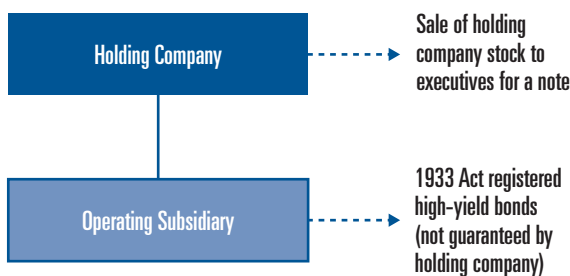 Holding Company
Sale of holding
company stock to
executives for a note
Operating Subsidiary
1933 Act registered
high-yield bonds
(not guaranteed by
holding company)